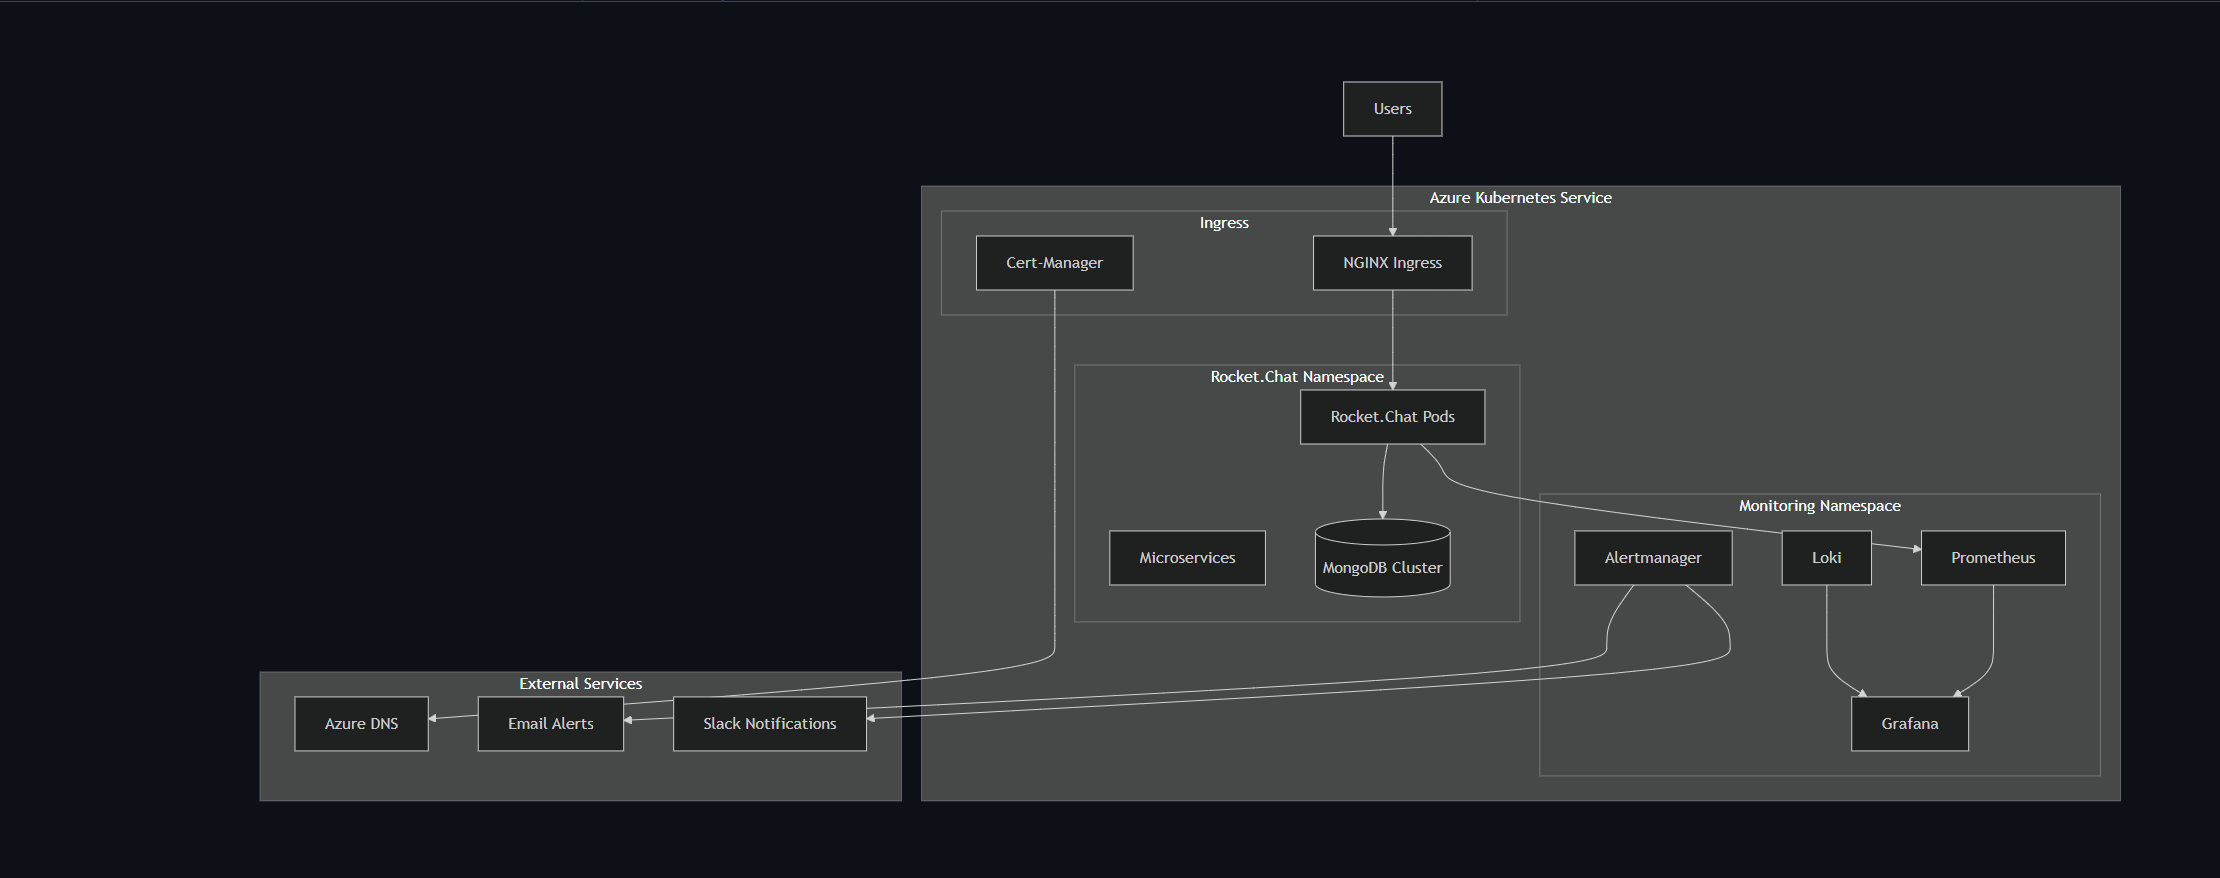 Users
Azure Kubernetes Service
Ingress
Cert-Manager
NGINX Ingress
Rocket.Chat Namespace
Rocket.Chat Pods
Monitoring Namespace
Microservices
MongoDB Cluster
Alertmanager
Loki
Prometheus
External Services
Azure DNS
Email Alerts
Slack Notifications
Grafana